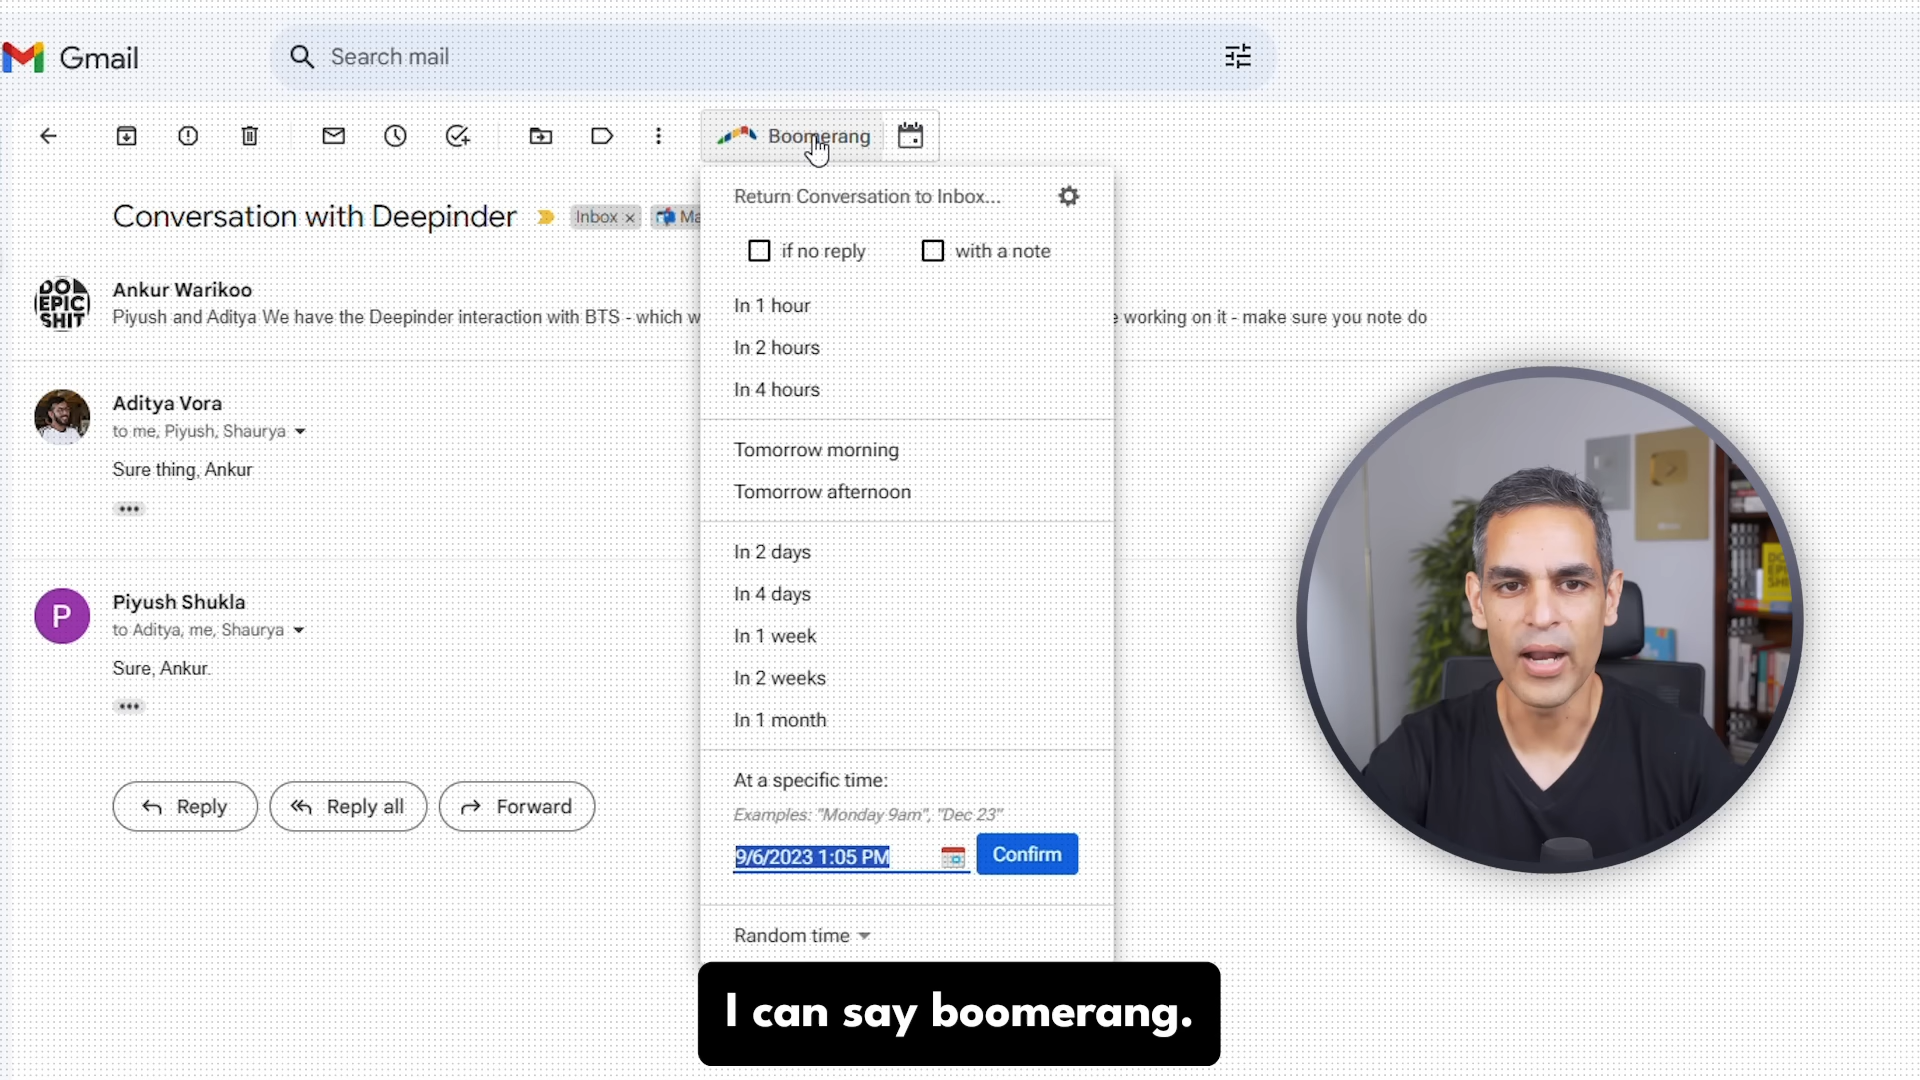 Gmail
Search mail
Boomerang
Conversation with Deepinder
Inbox ×
Ma
Return Conversation to Inbox...
if no reply
with a note
DO
EPIC
SHIT
Ankur Warikoo
Piyush and Aditya We have the Deepinder interaction with BTS - which w
e working on it - make sure you note do
In 1 hour
In 2 hours
In 4 hours
Aditya Vora
to me, Piyush, Shaurya
Sure thing, Ankur
Tomorrow morning
Tomorrow afternoon
In 2 days
In 4 days
In 1 week
In 2 weeks
In 1 month
P
Piyush Shukla
to Aditya, me, Shaurya
Sure, Ankur.
Reply
Reply all
Forward
At a specific time:
Examples: "Monday 9am", "Dec 23"
9/6/2023 1:05 PM
Confirm
Random time
I can say boomerang.